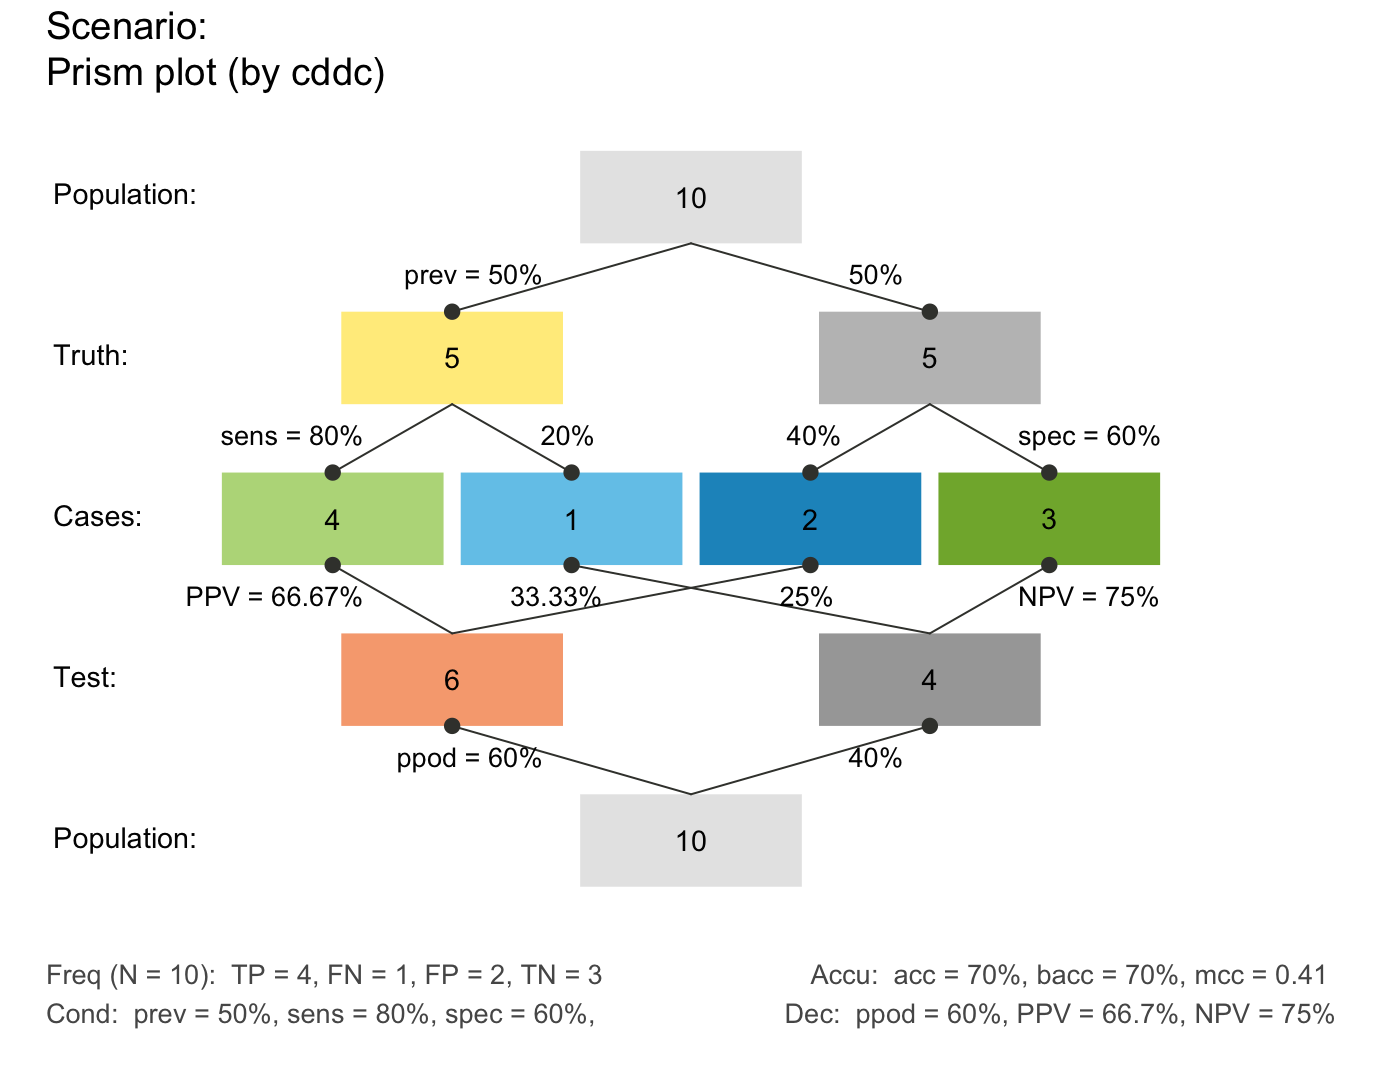 Scenario:
Prism plot (by cddc)
Population:
10
prev = 50%
50%
Truth:
5
5
sens = 80%
20%
40%
spec = 60%
Cases:
4
1
2
3
PPV = 66.67%
33.33%
25%
NPV = 75%
Test:
6
4
ppod = 60%
40%
Population:
10
Freq (N = 10):  TP = 4, FN = 1, FP = 2, TN = 3
Accu:  acc = 70%, bacc = 70%, mcc = 0.41
Cond:  prev = 50%, sens = 80%, spec = 60%,
Dec:  ppod = 60%, PPV = 66.7%, NPV = 75%